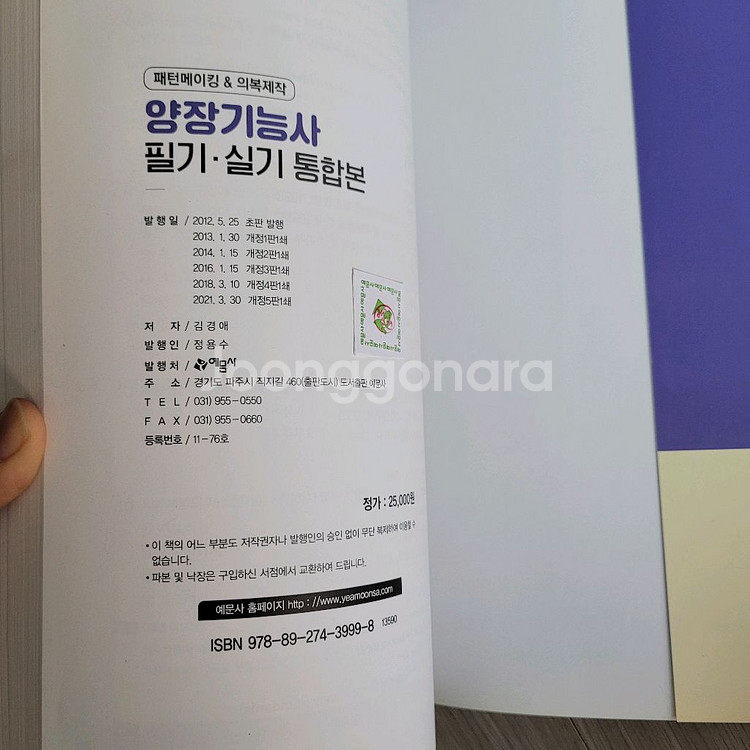 패턴메이킹 & 의복제작
양장기능사
필기·실기 통합본
발행일 / 2012. 5. 25 초판 발행
2013. 1. 30 개정1판1쇄
2014. 1. 15 개정2판1쇄
2016. 1. 15 개정3판1쇄
2018. 3. 10 개정4판1쇄
2021. 3. 30 개정5판1쇄
저 자 / 김경애
발행인 / 정용수
발행처 / 예문사
주 소 / 경기도 파주시 직지길 460(출판도시) 도서출판 예문사
T E L / 031) 955-0550
F A X / 031) 955-0660
등록번호 / 11-76호
joonggonara
정가 : 25,000원
• 이 책의 어느 부분도 저작권자나 발행인의 승인 없이 무단 복제하여 이용할 수
없습니다.
• 파본 및 낙장은 구입하신 서점에서 교환하여 드립니다.
예문사 홈페이지 http : //www.yeamoonsa.com
ISBN 978-89-274-3999-8 13590